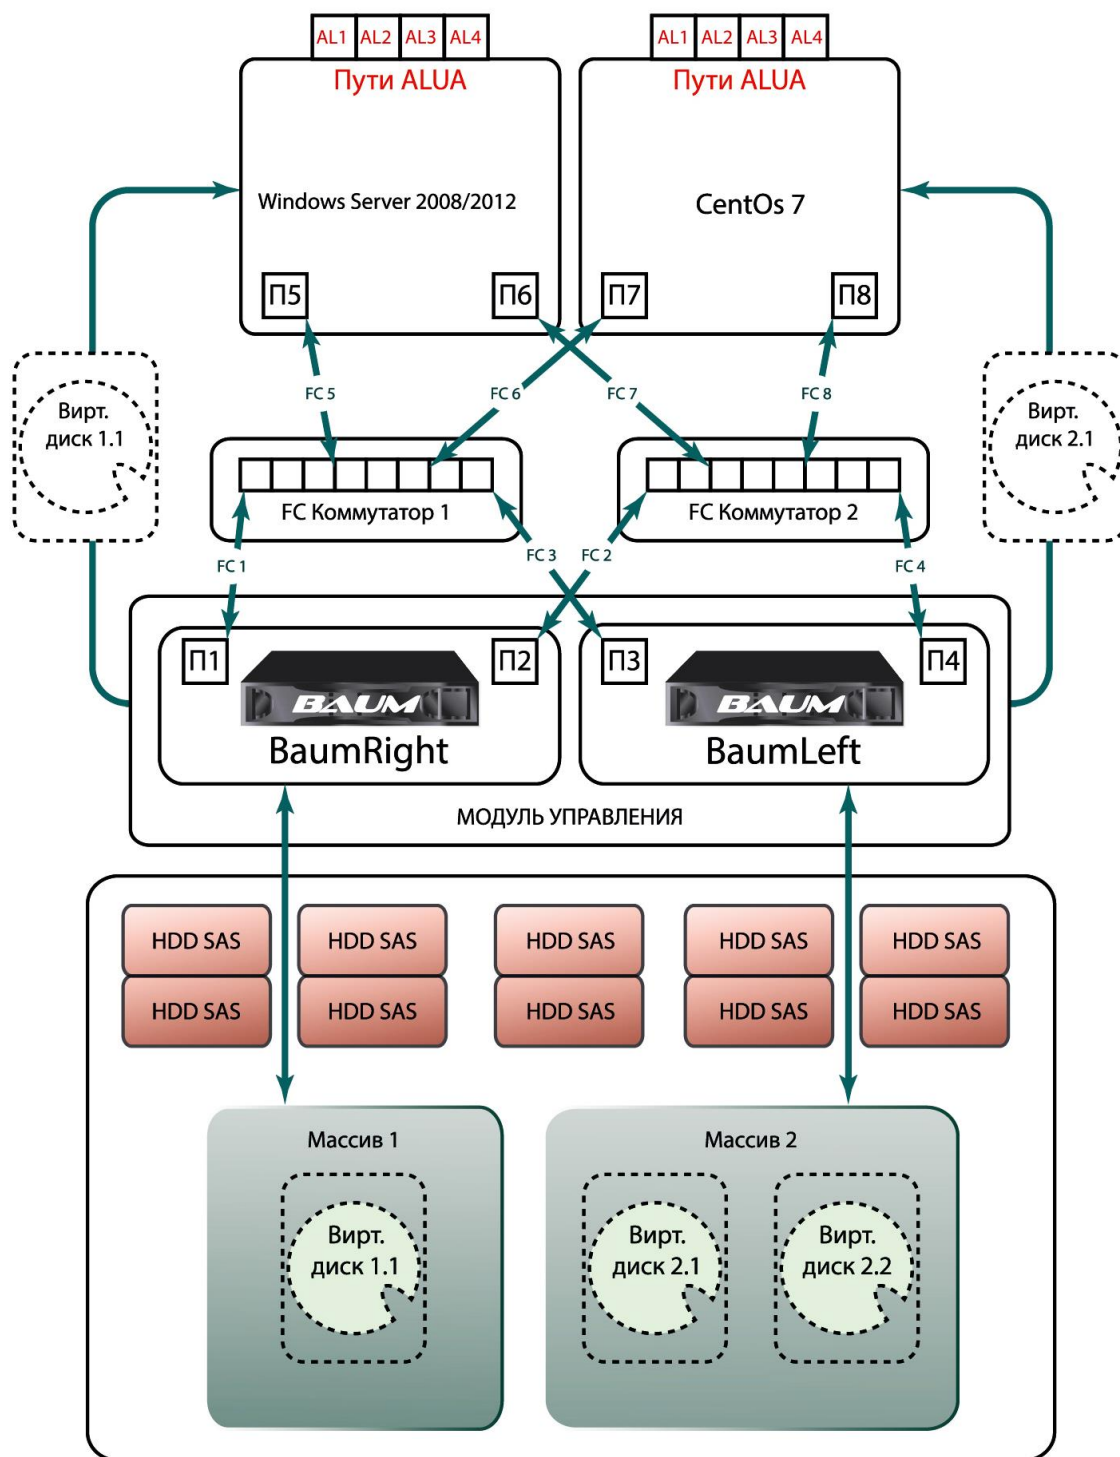 AL1 AL2 AL3 AL4
AL1 AL2 AL3 AL4
Пути ALUA
Пути ALUA
Windows Server 2008/2012
CentOs 7
П5
П6
П7
П8
Вирт.
диск 1.1
FC 5
FC 6
FC 7
FC 8
Вирт.
диск 2.1
FC Коммутатор 1
FC Коммутатор 2
FC 1
FC 3
FC 2
FC 4
П1
П2
П3
П4
BAUM
BAUM
BaumRight
BaumLeft
МОДУЛЬ УПРАВЛЕНИЯ
HDD SAS
HDD SAS
HDD SAS
HDD SAS
HDD SAS
HDD SAS
HDD SAS
HDD SAS
HDD SAS
HDD SAS
Массив 1
Вирт.
диск 1.1
Массив 2
Вирт.
диск 2.1
Вирт.
диск 2.2